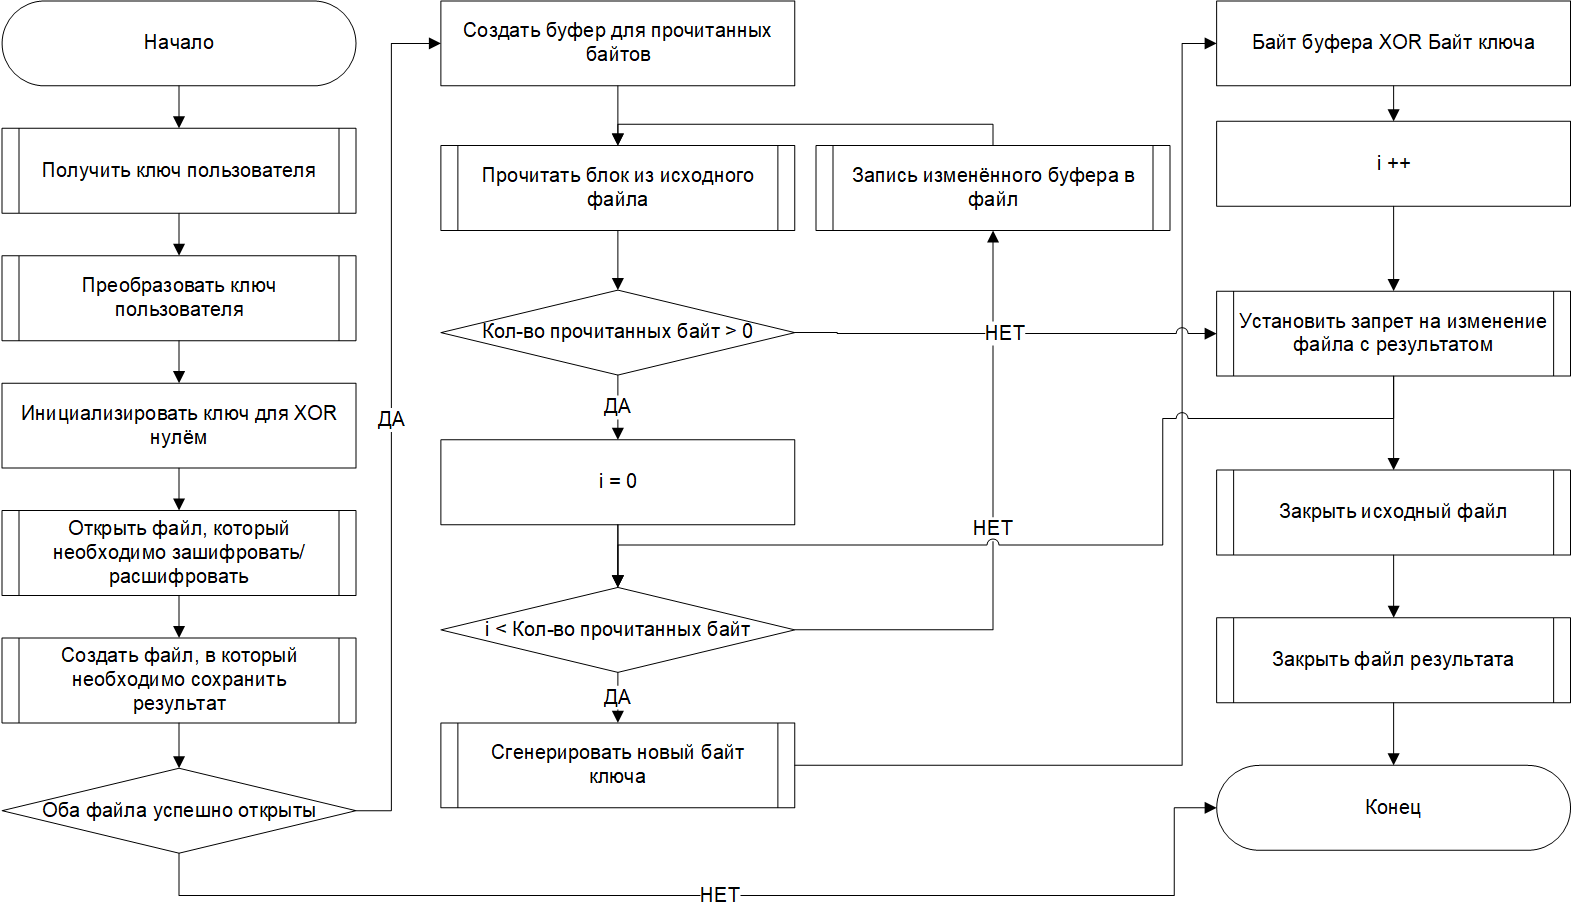 Начало
Получить ключ пользователя
Преобразовать ключ
пользователя
Инициализировать ключ для XOR
нулём
Открыть файл, который
необходимо зашифровать/
расшифровать
Создать файл, в который
необходимо сохранить
результат
Оба файла успешно открыты
ДА
НЕТ
Создать буфер для прочитанных
байтов
Прочитать блок из исходного
файла
Кол-во прочитанных байт > 0
ДА
НЕТ
i = 0
i < Кол-во прочитанных байт
НЕТ
ДА
Сгенерировать новый байт
ключа
Запись изменённого буфера в
файл
Байт буфера XOR Байт ключа
i ++
Установить запрет на изменение
файла с результатом
Закрыть исходный файл
Закрыть файл результата
Конец